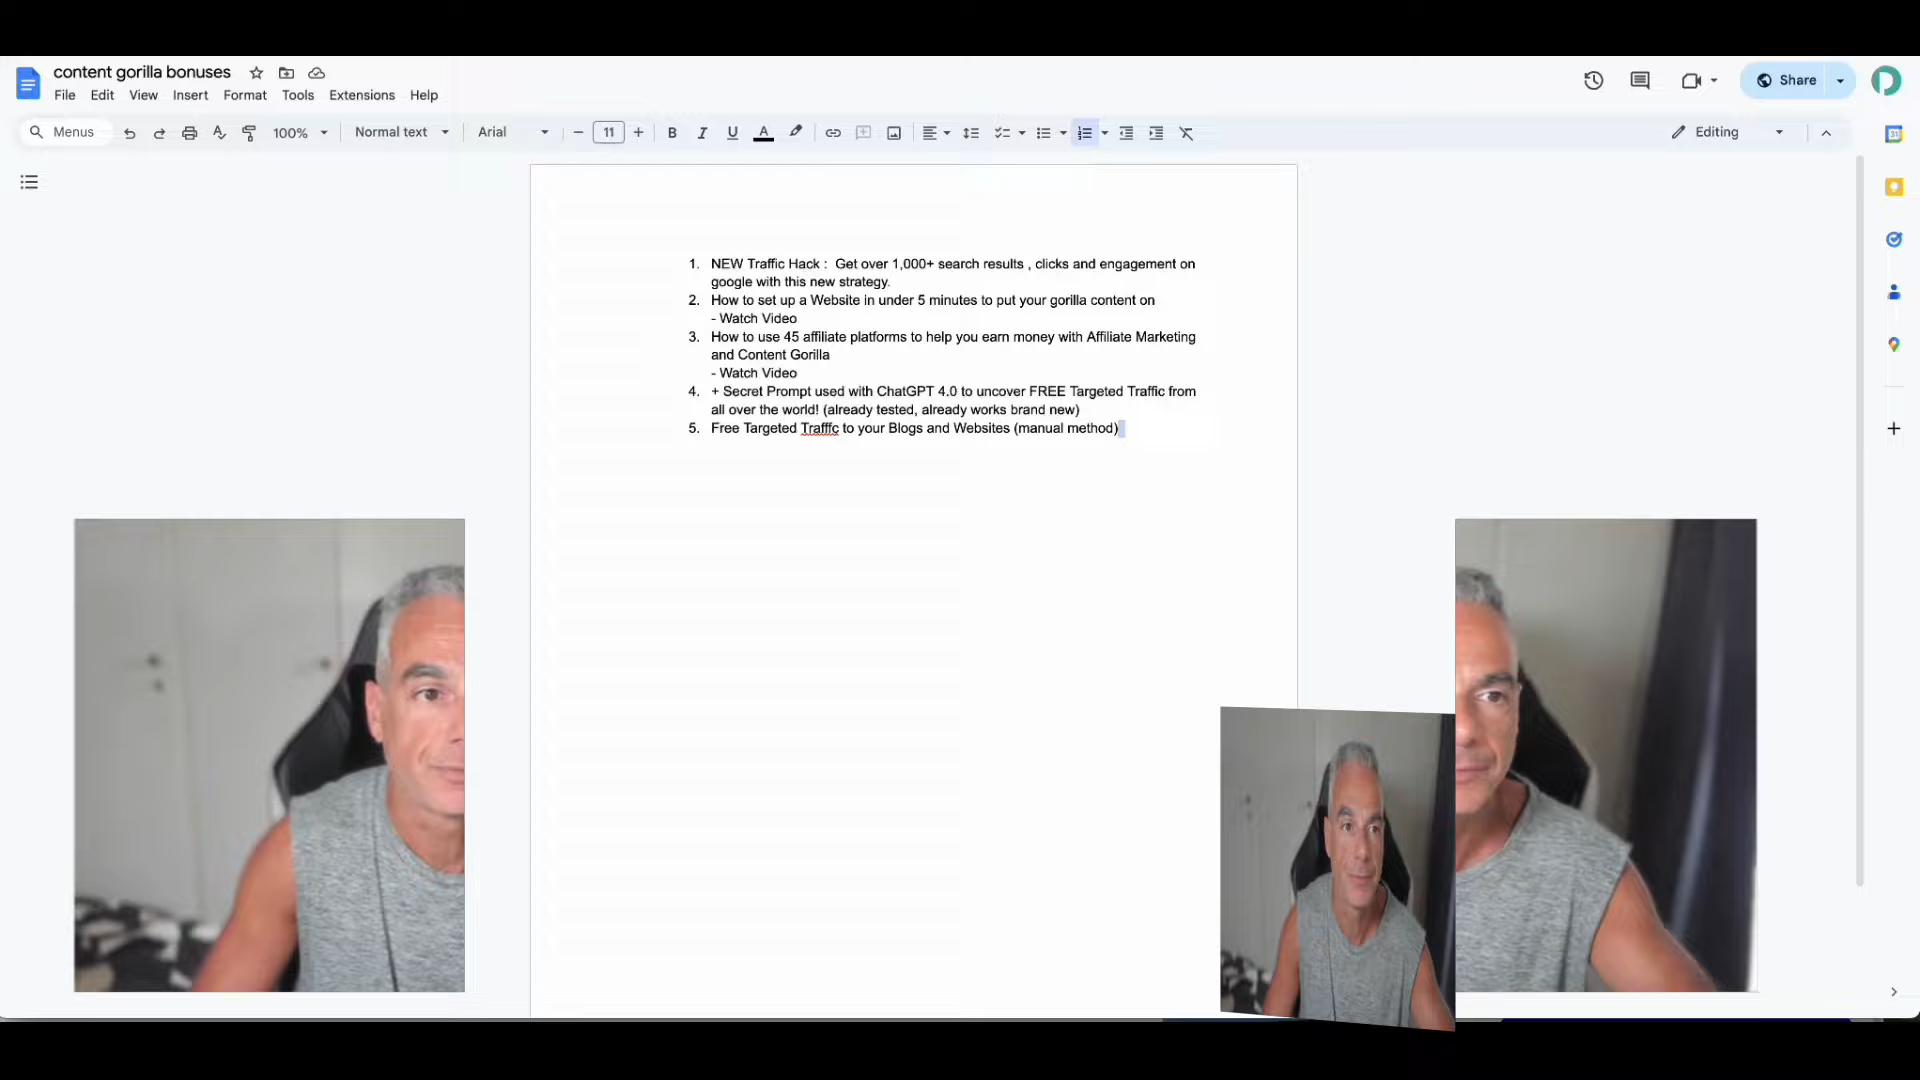 content gorilla bonuses
File Edit View Insert Format Tools Extensions Help
Share
Menus 100% Normal text Arial 11 B I U A Editing
31
1. NEW Traffic Hack : Get over 1,000+ search results , clicks and engagement on
google with this new strategy.
2. How to set up a Website in under 5 minutes to put your gorilla content on
- Watch Video
3. How to use 45 affiliate platforms to help you earn money with Affiliate Marketing
and Content Gorilla
- Watch Video
4. + Secret Prompt used with ChatGPT 4.0 to uncover FREE Targeted Traffic from
all over the world! (already tested, already works brand new)
5. Free Targeted Trafffc to your Blogs and Websites (manual method)